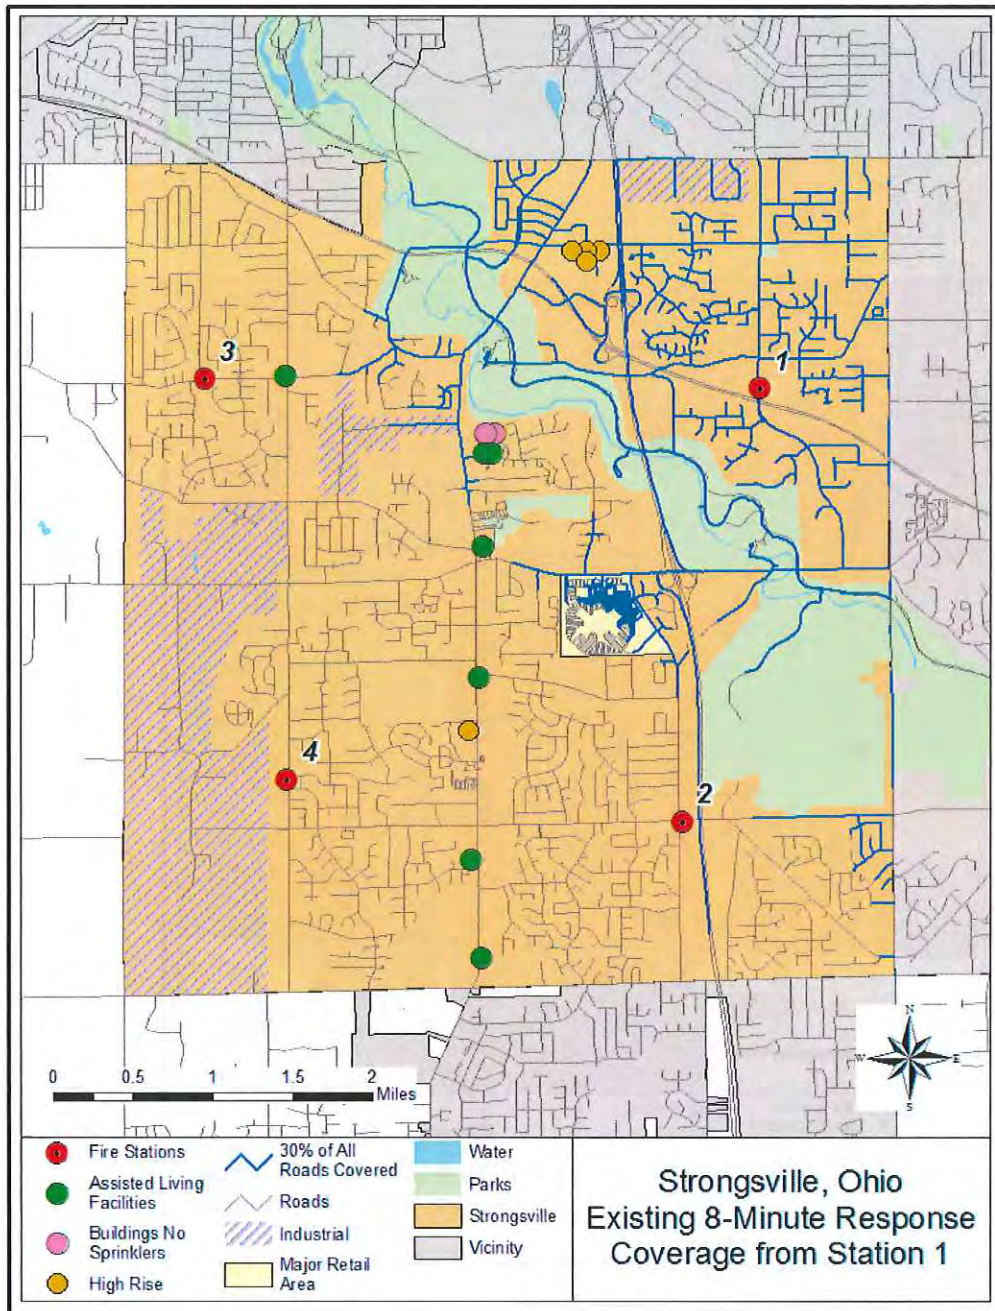 3
1
4
2
N
W
E
S
0 0.5 1 1.5 2
Miles
Fire Stations
Assisted Living
Facilities
Buildings No
Sprinklers
High Rise
30% of All
Roads Covered
Roads
Industrial
Major Retail
Area
Water
Parks
Strongsville
Vicinity
Strongsville, Ohio
Existing 8-Minute Response
Coverage from Station 1